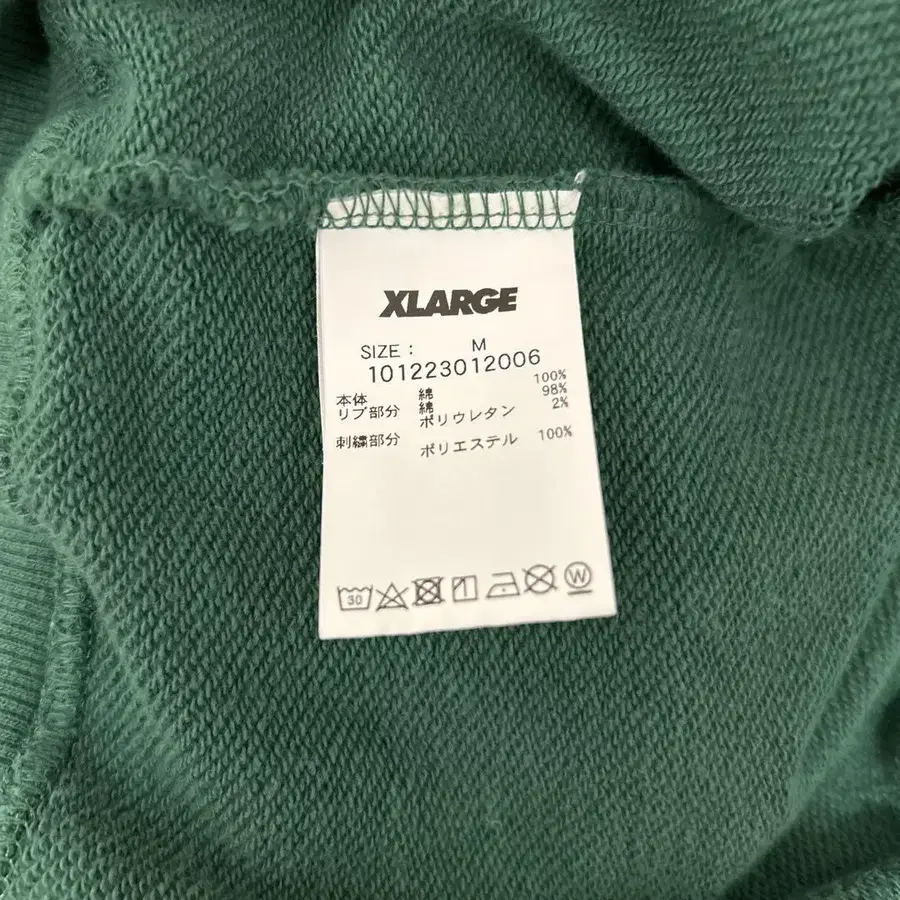 XLARGE
SIZE : M
101223012006
本体 綿 100%
リブ部分 綿 98%
ポリウレタン 2%
刺繍部分 ポリエステル 100%
30
W